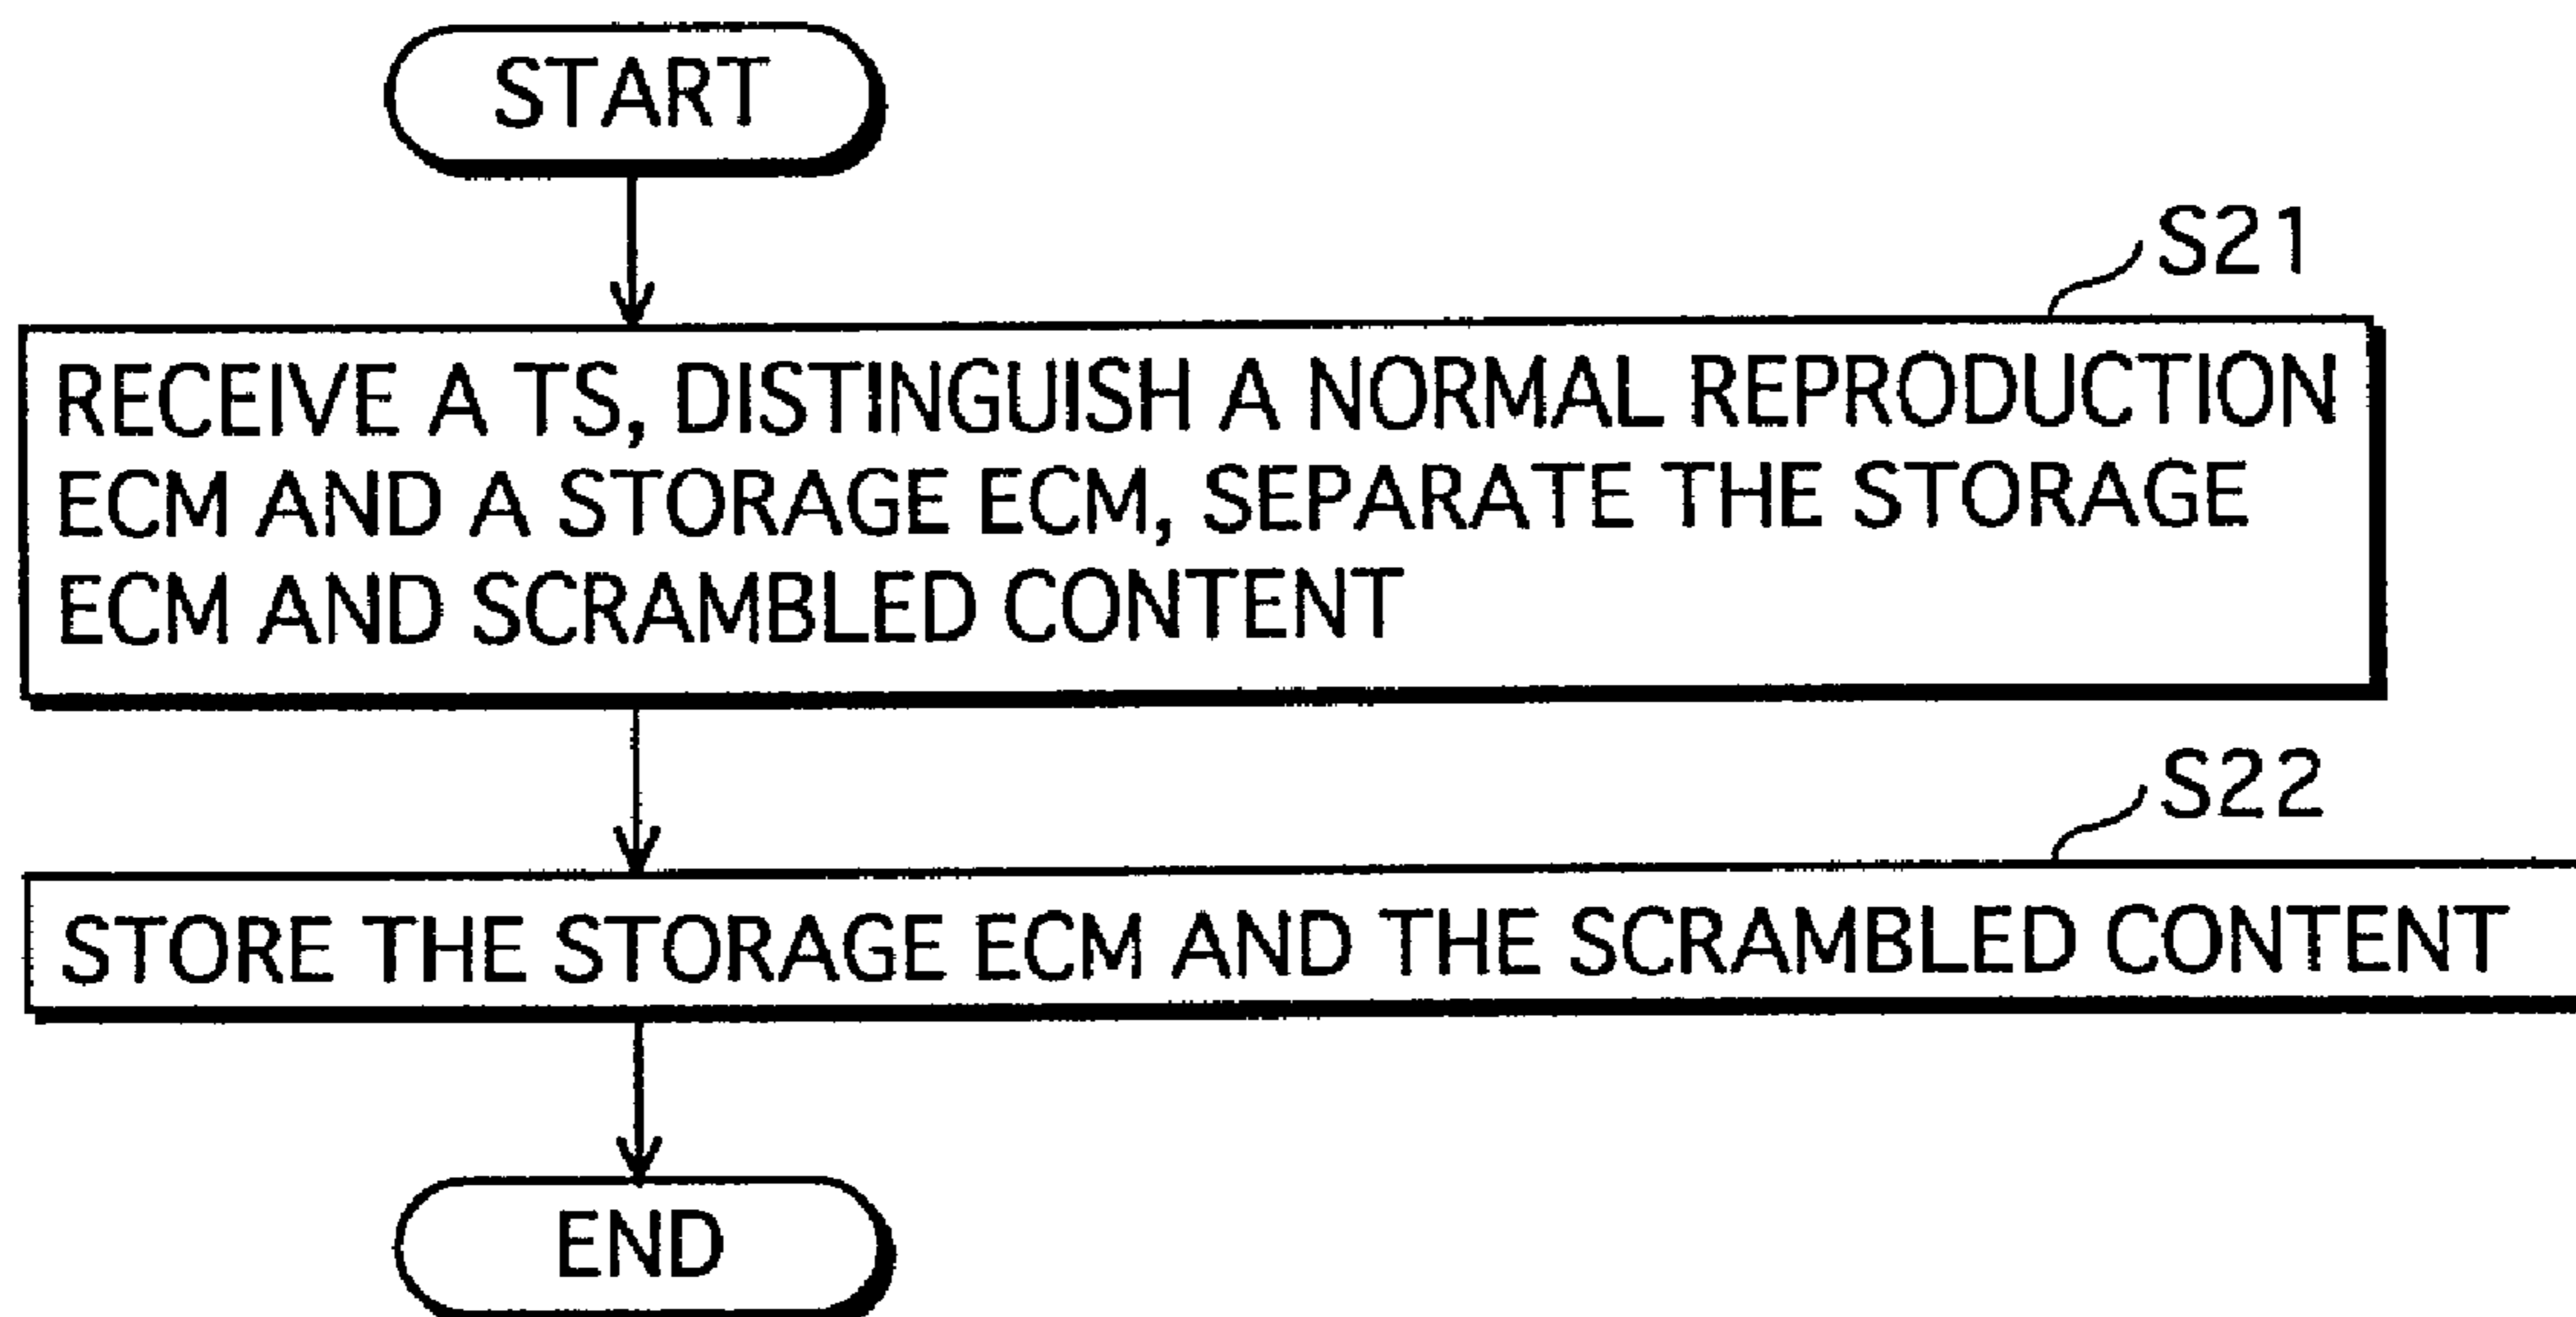 START
S21
RECEIVE A TS, DISTINGUISH A NORMAL REPRODUCTION
ECM AND A STORAGE ECM, SEPARATE THE STORAGE
ECM AND SCRAMBLED CONTENT
S22
STORE THE STORAGE ECM AND THE SCRAMBLED CONTENT
END